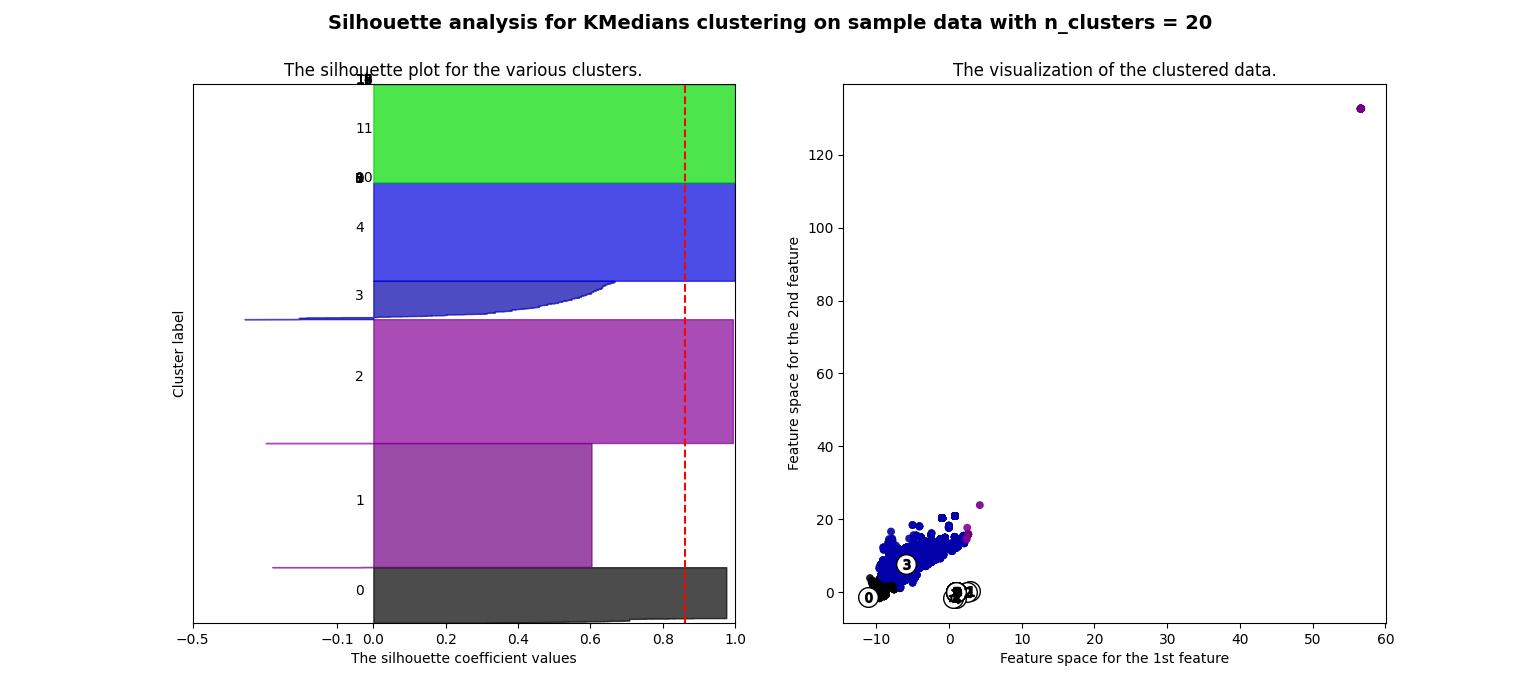 Silhouette analysis for KMedians clustering on sample data with n_clusters = 20
The silhouette plot for the various clusters.
11
4
3
2
1
0
Cluster label
−0.5 −0.1 0.0 0.2 0.4 0.6 0.8 1.0
The silhouette coefficient values
The visualization of the clustered data.
120
100
80
60
40
20
0
Feature space for the 2nd feature
3
0
−10 0 10 20 30 40 50 60
Feature space for the 1st feature